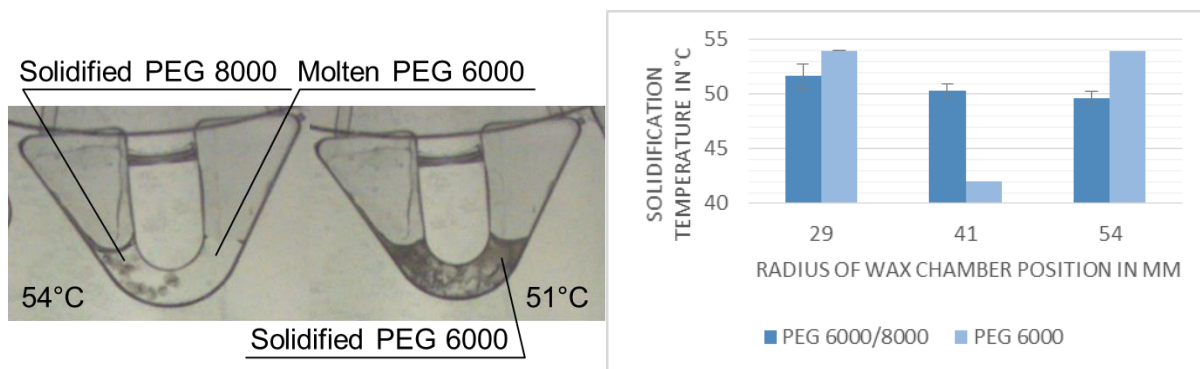 Solidified PEG 8000
Molten PEG 6000
54°C
51°C
Solidified PEG 6000
SOLIDIFICATION
TEMPERATURE IN °C
55
50
45
40
29
41
54
RADIUS OF WAX CHAMBER POSITION IN MM
PEG 6000/8000
PEG 6000